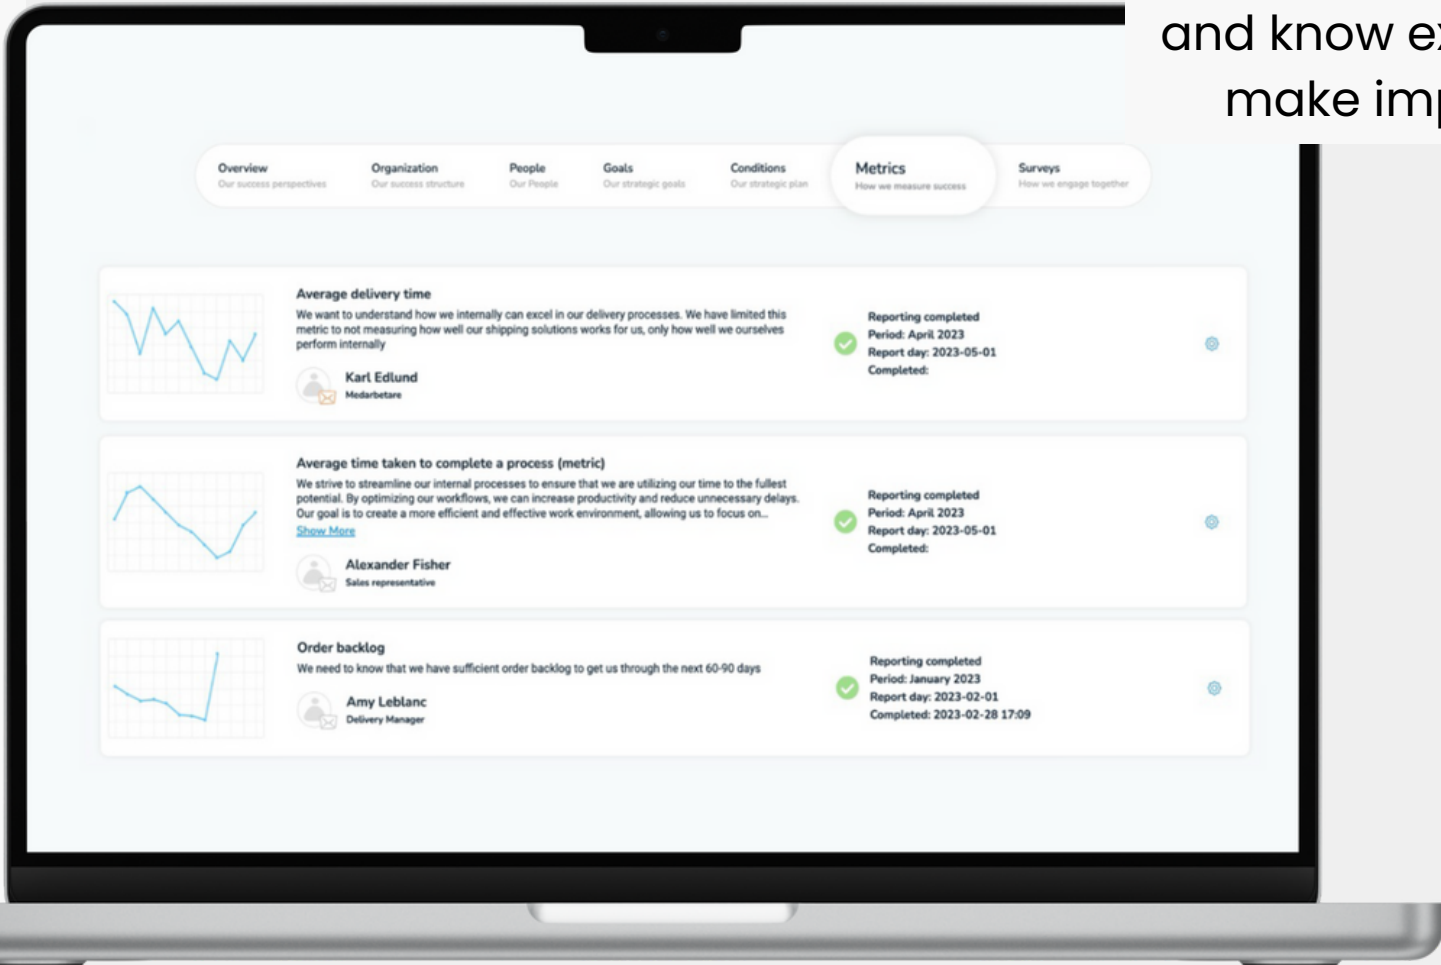 and know
make
Overview
Our success perspectives
Organization
Our success structure
People
Our People
Goals
Our strategic goals
Conditions
Our strategic plan
Metrics
How we measure success
Surveys
How we engage together
Average delivery time
We want to understand how we internally can excel in our delivery processes. We have limited this
metric to not measuring how well our shipping solutions works for us, only how well we ourselves
perform internally
Karl Edlund
Medarbetare
Reporting completed
Period: April 2023
Report day: 2023-05-01
Completed:
Average time taken to complete a process (metric)
We strive to streamline our internal processes to ensure that we are utilizing our time to the fullest
potential. By optimizing our workflows, we can increase productivity and reduce unnecessary delays.
Our goal is to create a more efficient and effective work environment, allowing us to focus on...
Show More
Alexander Fisher
Sales representative
Reporting completed
Period: April 2023
Report day: 2023-05-01
Completed:
Order backlog
We need to know that we have sufficient order backlog to get us through the next 60-90 days
Amy Leblanc
Delivery Manager
Reporting completed
Period: January 2023
Report day: 2023-02-01
Completed: 2023-02-28 17:09